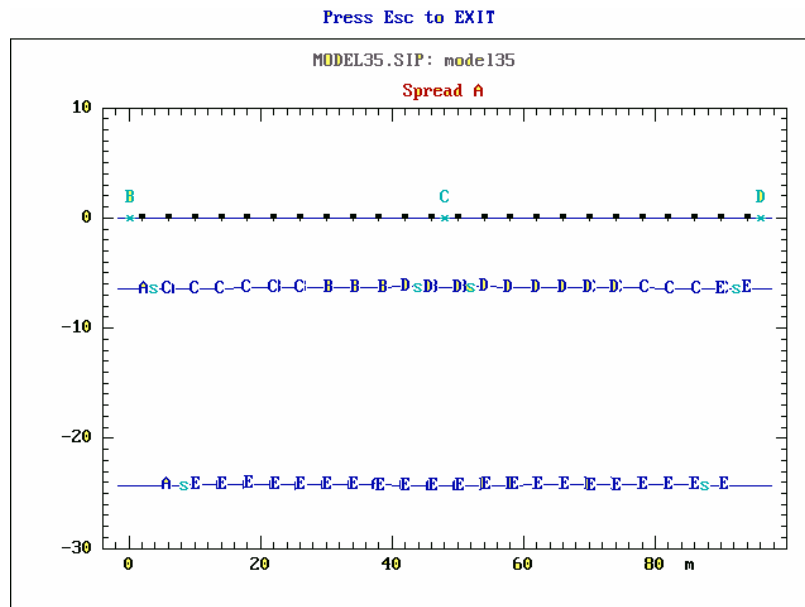 Press Esc to EXIT
MODEL35.SIP: model35
Spread A
10
B C D
0
A s C C C C C C B B B D s D D s D D D D D D C C C E s E
-10
-20
A s E E E E E E E E E E E E E E E E E E E E s E
-30
0 20 40 60 80 m